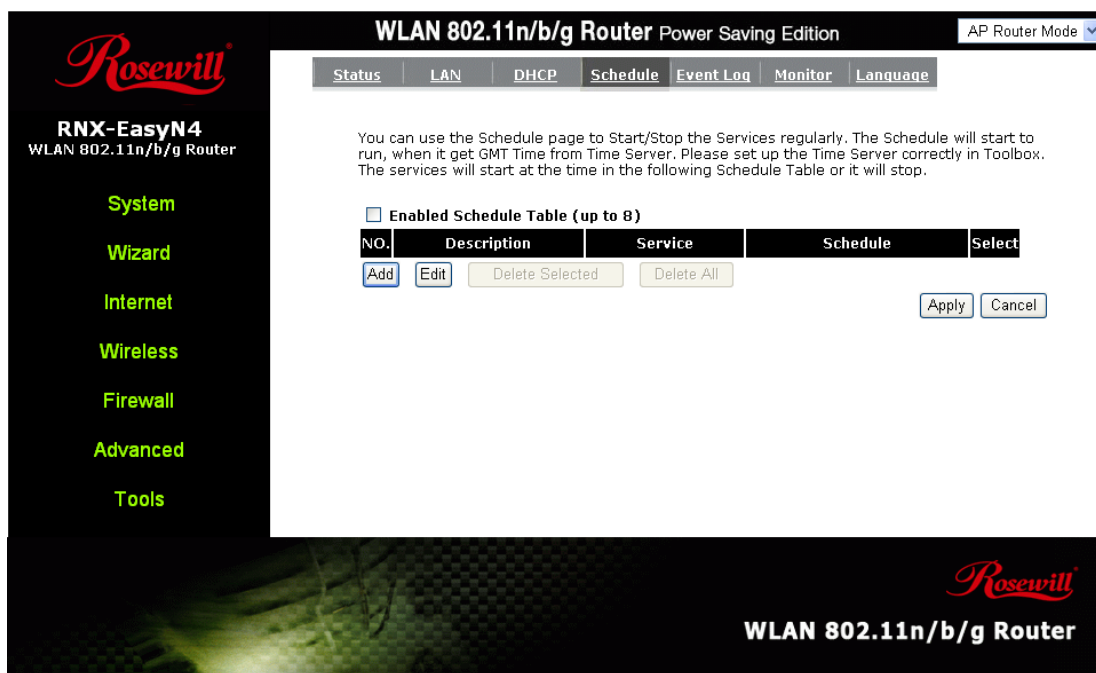 WLAN 802.11n/b/g Router Power Saving Edition
AP Router Mode
Rosewill®
RNX-EasyN4
WLAN 802.11n/b/g Router
System
Wizard
Internet
Wireless
Firewall
Advanced
Tools
Status LAN DHCP Schedule Event Log Monitor Language
You can use the Schedule page to Start/Stop the Services regularly. The Schedule will start to
run, when it get GMT Time from Time Server. Please set up the Time Server correctly in Toolbox.
The services will start at the time in the following Schedule Table or it will stop.
Enabled Schedule Table (up to 8)
NO. Description Service Schedule Select
Add Edit Delete Selected Delete All
Apply Cancel
Rosewill®
WLAN 802.11n/b/g Router